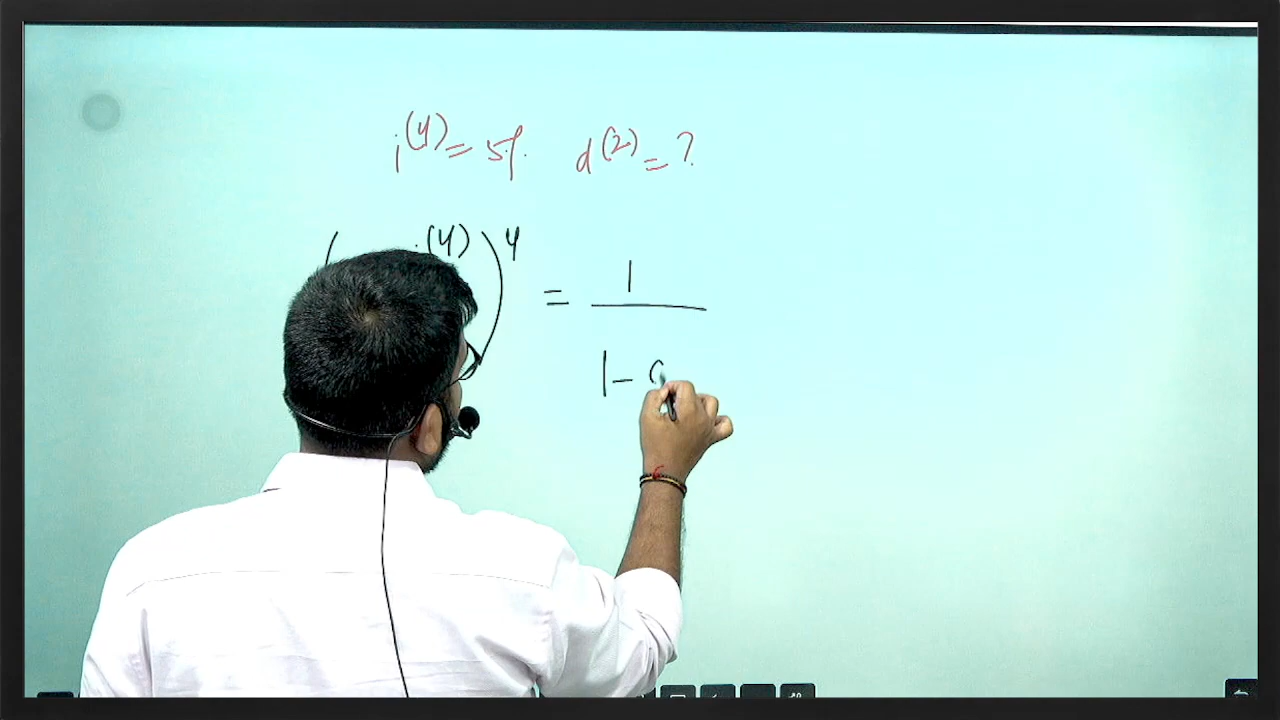 i^(4) = 5% d^(2) = ?
( i^(4) )^4 = 1
1 -